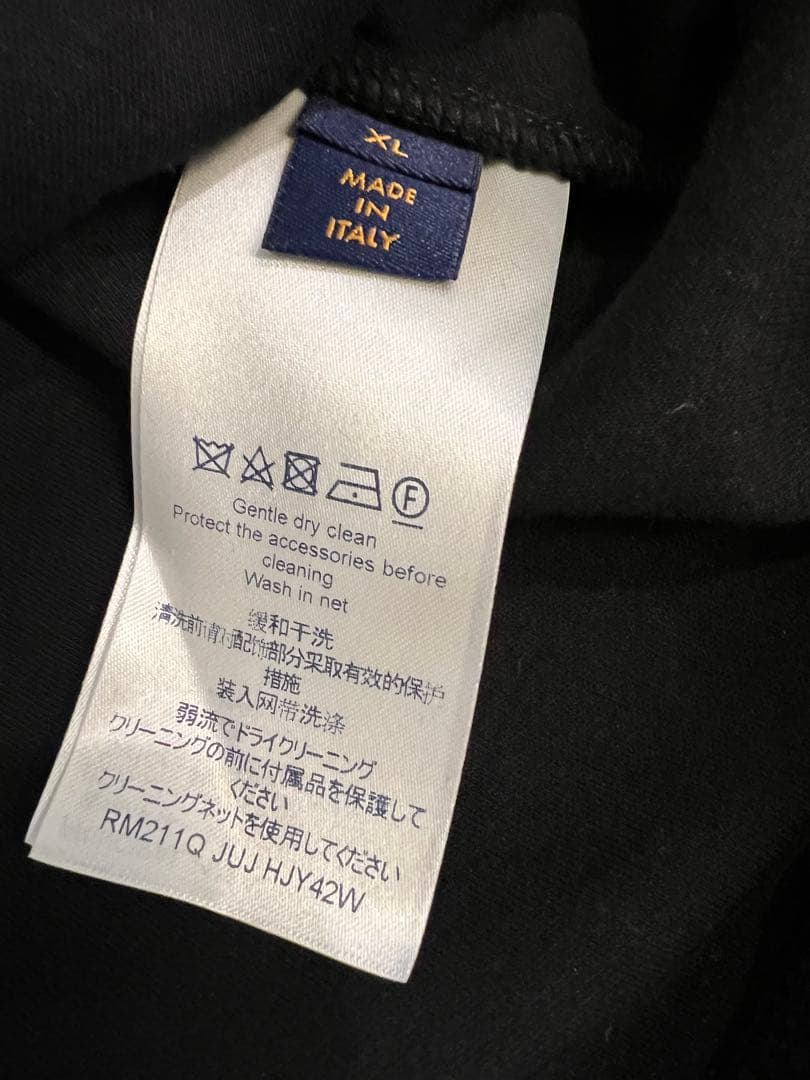 XL
MADE
IN
ITALY
F
Gentle dry clean
Protect the accessories before
cleaning
Wash in net
缓和干洗
清洗前请对配饰部分采取有效的保护
措施
装入网带洗涤
弱流でドライクリーニング
クリーニングの前に付属品を保護して
ください
クリーニングネットを使用してください
RM211Q JUJ HJY42W